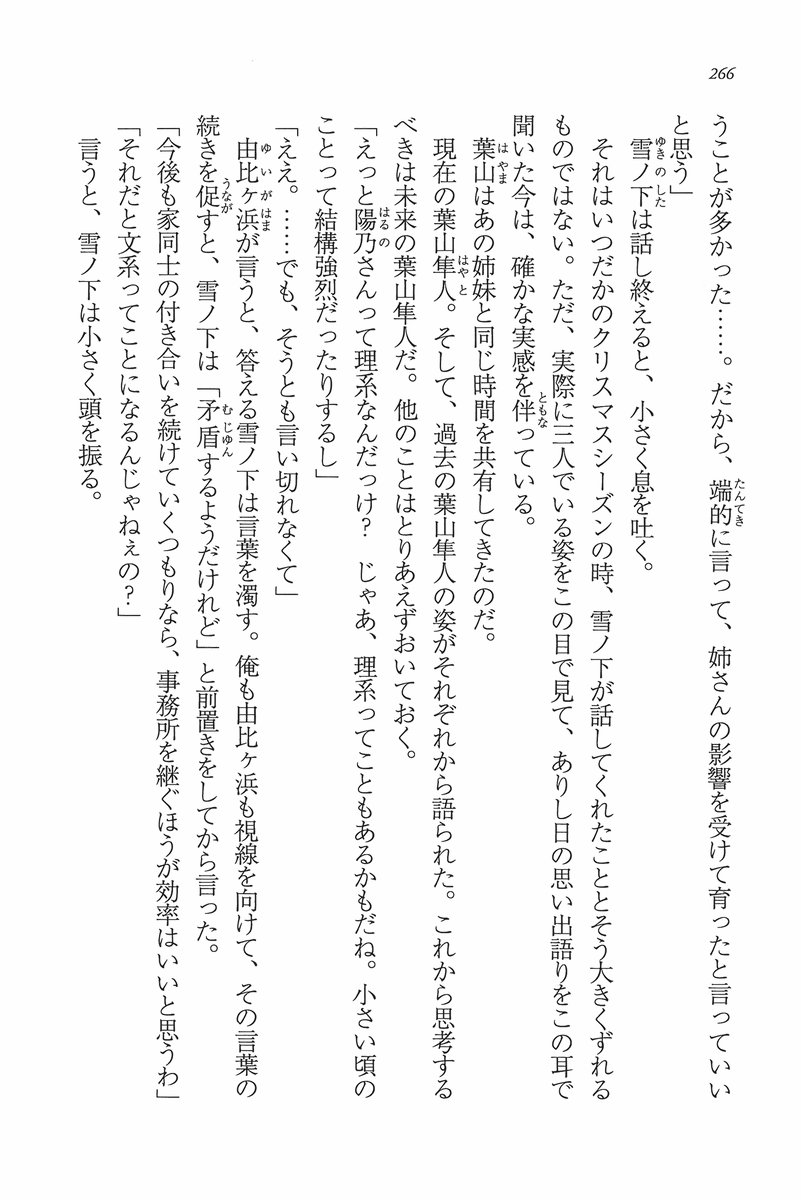 266
うことが多かった……。だから、端的に言って、姉さんの影響を受けて育ったと言っていい
と思う」
雪ノ下は話し終えると、小さく息を吐く。
それはいつだかのクリスマスシーズンの時、雪ノ下が話してくれたこととそう大きくずれる
ものではない。ただ、実際に三人でいる姿をこの目で見て、ありし日の思い出語りをこの耳で
聞いた今は、確かな実感を伴っている。
葉山はあの姉妹と同じ時間を共有してきたのだ。
現在の葉山隼人。そして、過去の葉山隼人の姿がそれぞれから語られた。これから思考する
べきは未来の葉山隼人だ。他のことはとりあえずおいておく。
「えっと陽乃さんって理系なんだっけ？　じゃあ、理系ってこともあるかもだね。小さい頃の
ことって結構強烈だったりするし」
「ええ。……でも、そうとも言い切れなくて」
由比ヶ浜が言うと、答える雪ノ下は言葉を濁す。俺も由比ヶ浜も視線を向けて、その言葉の
続きを促すと、雪ノ下は「矛盾するようだけれど」と前置きをしてから言った。
「今後も家同士の付き合いを続けていくつもりなら、事務所を継ぐほうが効率はいいと思うわ」
「それだと文系ってことになるんじゃねぇの？」
言うと、雪ノ下は小さく頭を振る。